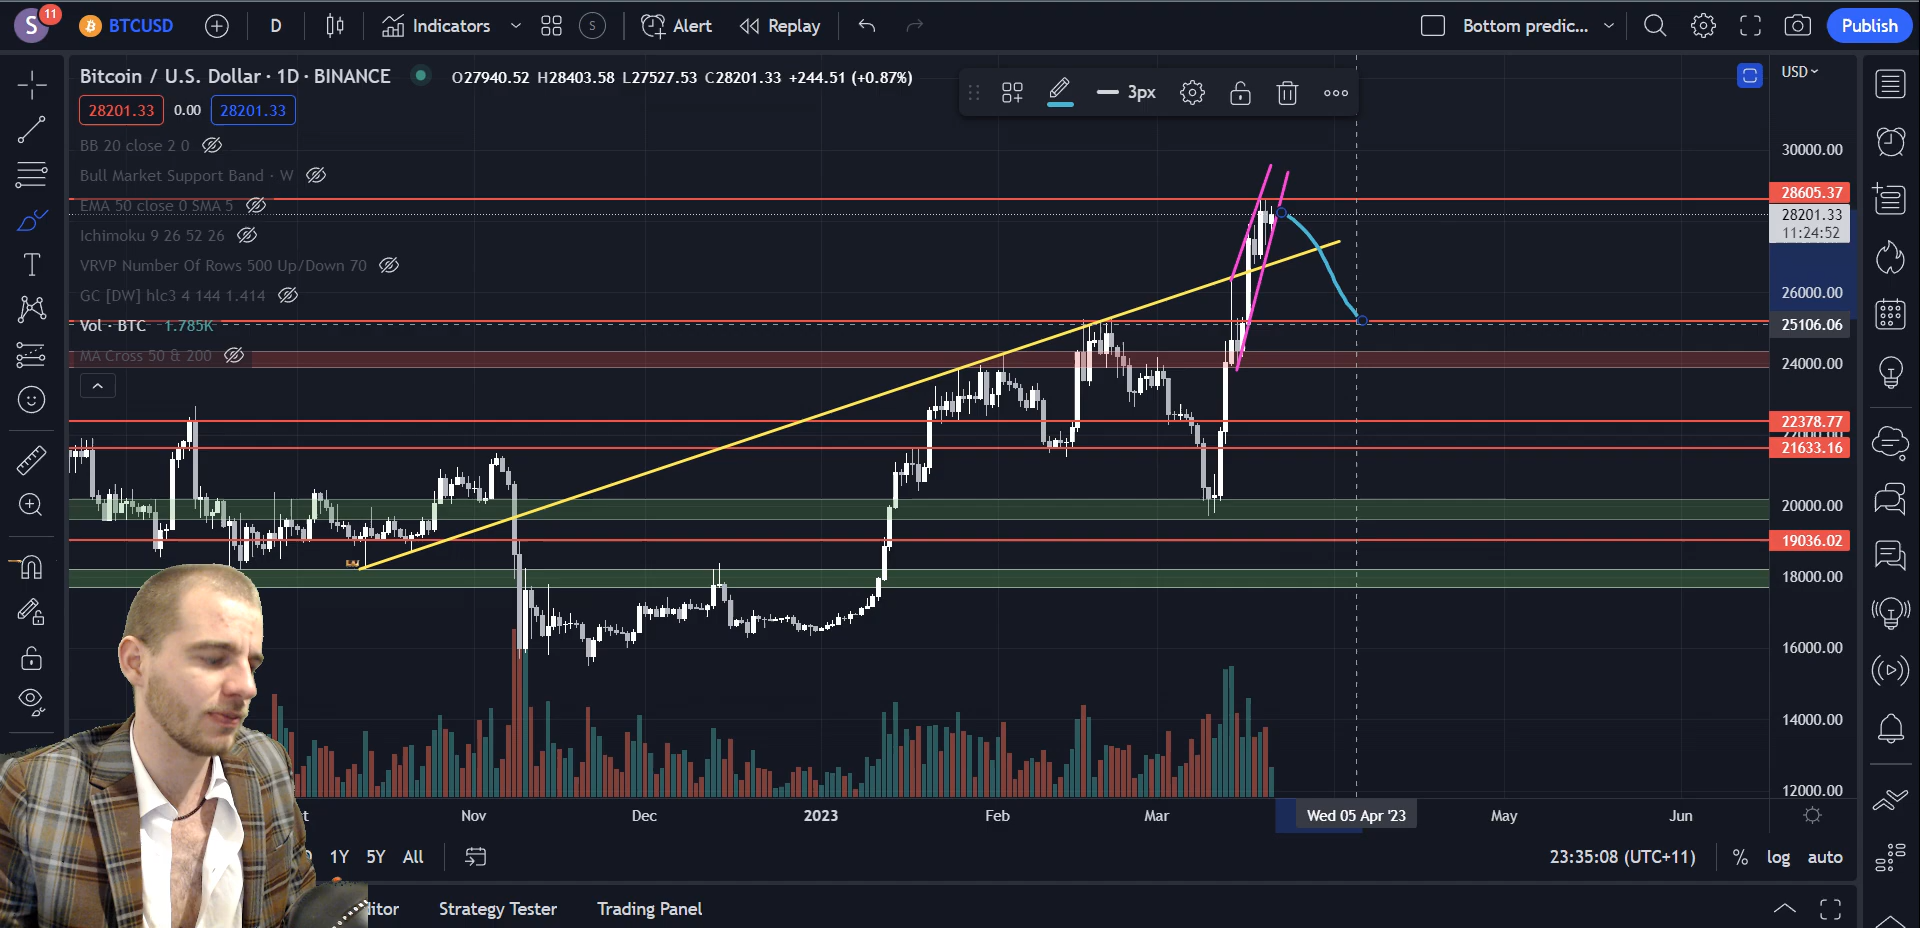 S 11 BTCUSD D Indicators S Alert Replay Bottom predic... Publish
Bitcoin / U.S. Dollar · 1D · BINANCE O27940.52 H28403.58 L27527.53 C28201.33 +244.51 (+0.87%)
USD
3px
28201.33 0.00 28201.33
BB 20 close 2 0
30000.00
Bull Market Support Band · W
28605.37
EMA 50 close 0 SMA 5
28201.33
11:24:52
Ichimoku 9 26 52 26
VRVP Number Of Rows 500 Up/Down 70
GC [DW] hlc3 4 144 1.414
26000.00
Vol · BTC 1.785K
25106.06
MA Cross 50 & 200
24000.00
22378.77
22000.00
21633.16
20000.00
19036.02
18000.00
16000.00
14000.00
12000.00
Nov Dec 2023 Feb Mar Wed 05 Apr '23 May Jun
1Y 5Y All 23:35:08 (UTC+11) % log auto
itor Strategy Tester Trading Panel